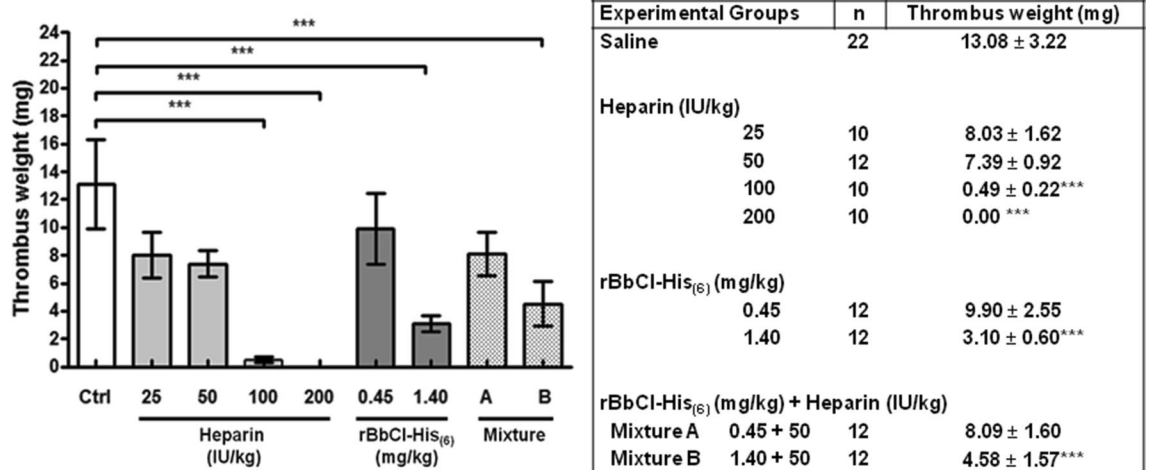 ***
***
***
***
24
22
20
18
16
14
12
10
8
6
4
2
0
Thrombus weight (mg)
Ctrl 25 50 100 200 0.45 1.40 A B
Heparin rBbCI-His(6) Mixture
(IU/kg) (mg/kg)
Experimental Groups n Thrombus weight (mg)
Saline 22 13.08 ± 3.22
Heparin (IU/kg)
25 10 8.03 ± 1.62
50 12 7.39 ± 0.92
100 10 0.49 ± 0.22***
200 10 0.00 ***
rBbCI-His(6) (mg/kg)
0.45 12 9.90 ± 2.55
1.40 12 3.10 ± 0.60***
rBbCI-His(6) (mg/kg) + Heparin (IU/kg)
Mixture A 0.45 + 50 12 8.09 ± 1.60
Mixture B 1.40 + 50 12 4.58 ± 1.57***